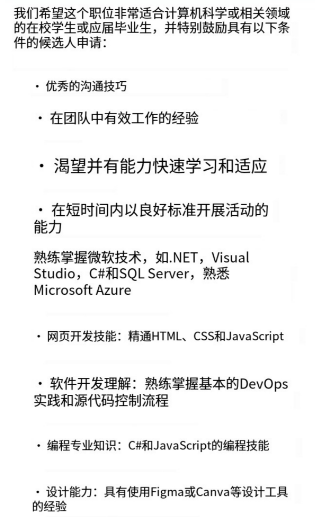 我们希望这个职位非常适合计算机科学或相关领域
的在校学生或应届毕业生，并特别鼓励具有以下条
件的候选人申请：
· 优秀的沟通技巧
· 在团队中有效工作的经验
· 渴望并有能力快速学习和适应
· 在短时间内以良好标准开展活动的
能力
熟练掌握微软技术，如.NET，Visual
Studio，C#和SQL Server，熟悉
Microsoft Azure
· 网页开发技能：精通HTML、CSS和JavaScript
· 软件开发理解：熟练掌握基本的DevOps
实践和源代码控制流程
· 编程专业知识：C#和JavaScript的编程技能
· 设计能力：具有使用Figma或Canva等设计工具
的经验